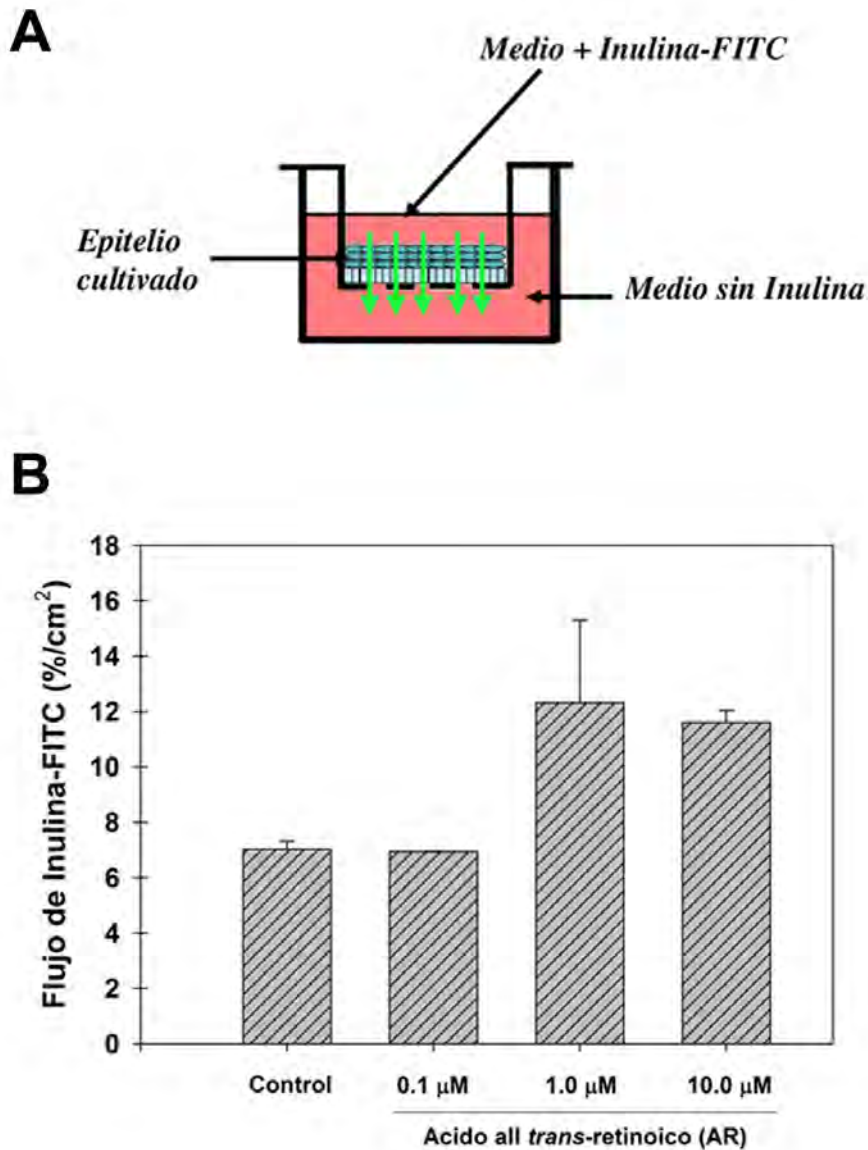 A
Medio + Inulina-FITC
Epitelio
cultivado
Medio sin Inulina
B
Flujo de Inulina-FITC (%/cm²)
18
16
14
12
10
8
6
4
2
0
Control
0.1 µM
1.0 µM
10.0 µM
Acido all trans-retinoico (AR)